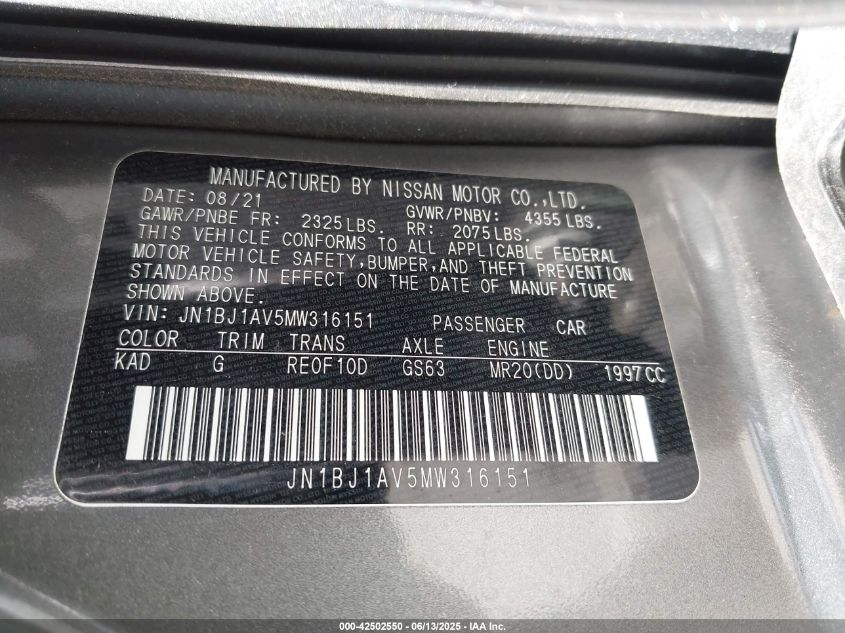 MANUFACTURED BY NISSAN MOTOR CO.,LTD.
DATE: 08/21 GVWR/PNBV: 4355 LBS.
GAWR/PNBE FR: 2325 LBS. RR: 2075 LBS.
THIS VEHICLE CONFORMS TO ALL APPLICABLE FEDERAL
MOTOR VEHICLE SAFETY, BUMPER, AND THEFT PREVENTION
STANDARDS IN EFFECT ON THE DATE OF MANUFACTURE
SHOWN ABOVE.
VIN: JN1BJ1AV5MW316151 PASSENGER CAR
COLOR TRIM TRANS AXLE ENGINE
KAD G RE0F10D GS63 MR20(DD) 1997CC
JN1BJ1AV5MW316151
000-42502550 - 06/13/2025 - IAA Inc.